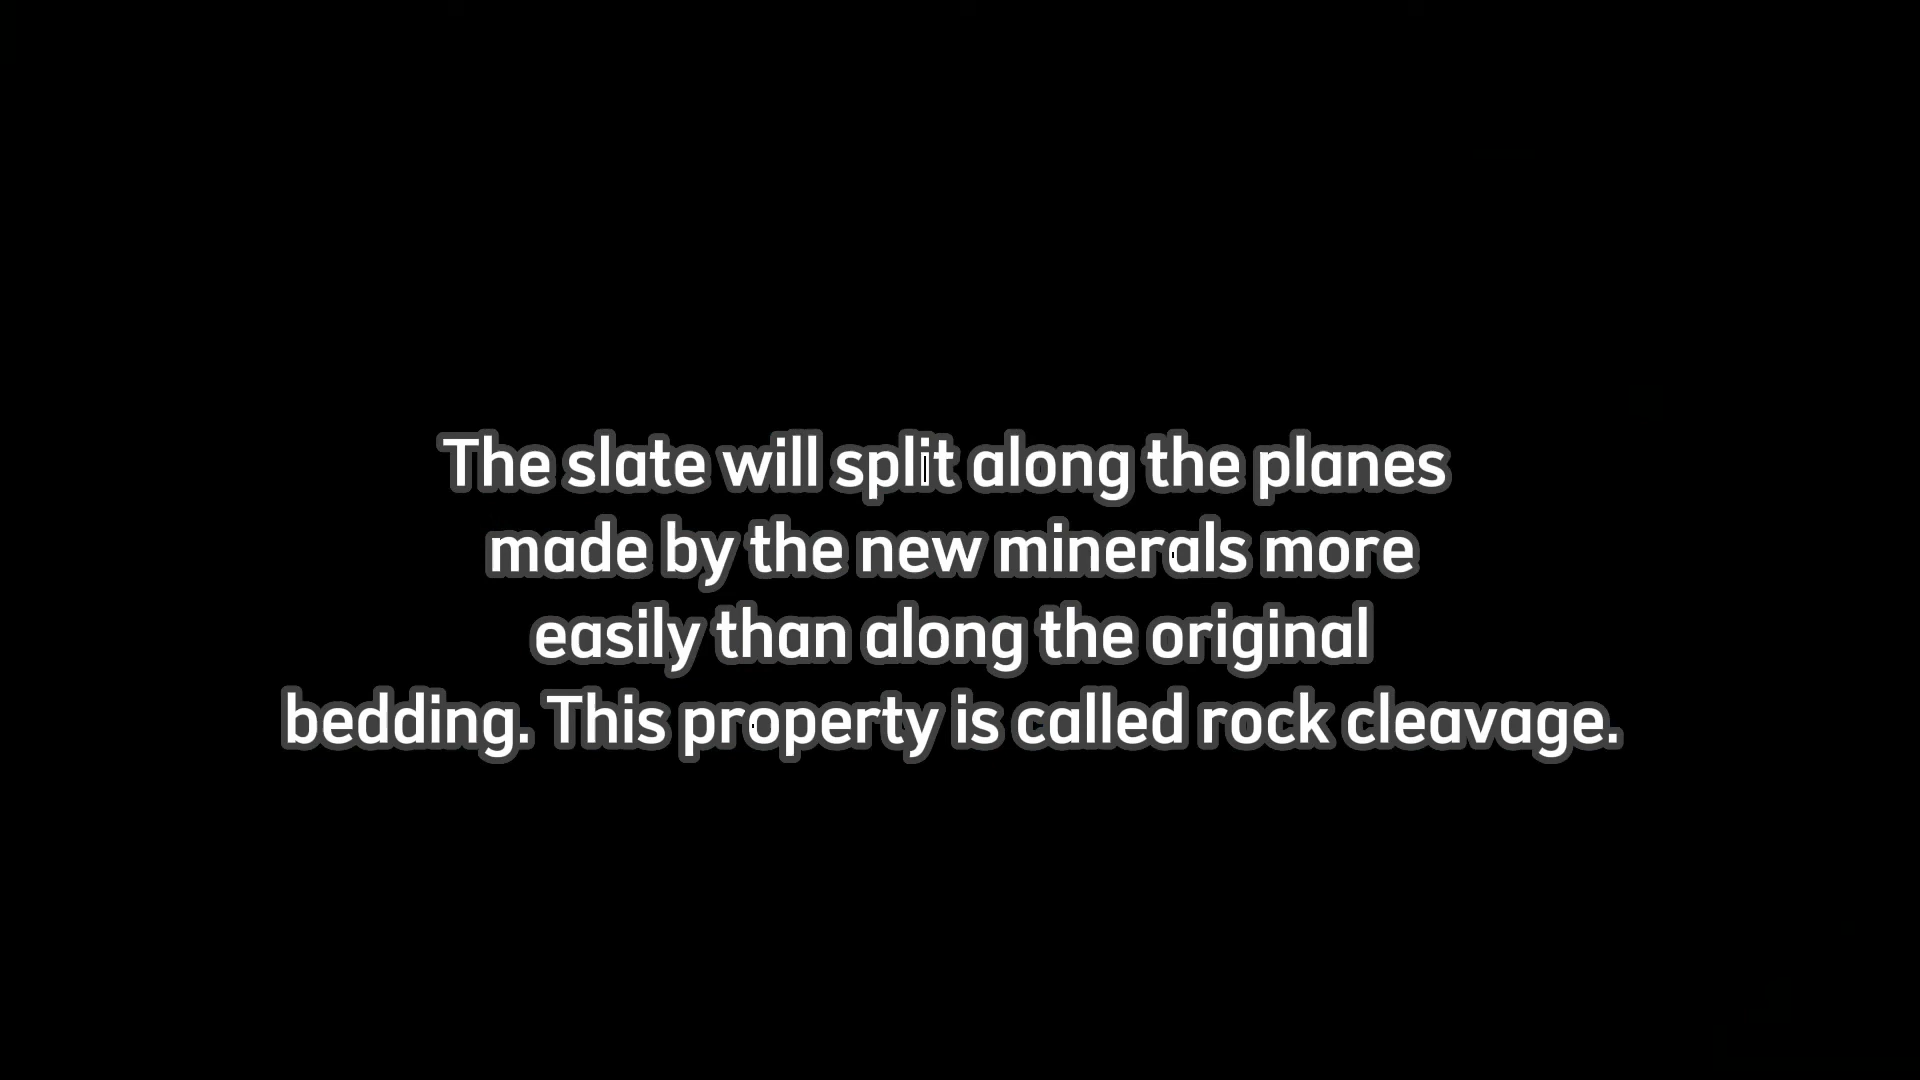 The slate will split along the planes
made by the new minerals more
easily than along the original
bedding. This property is called rock cleavage.